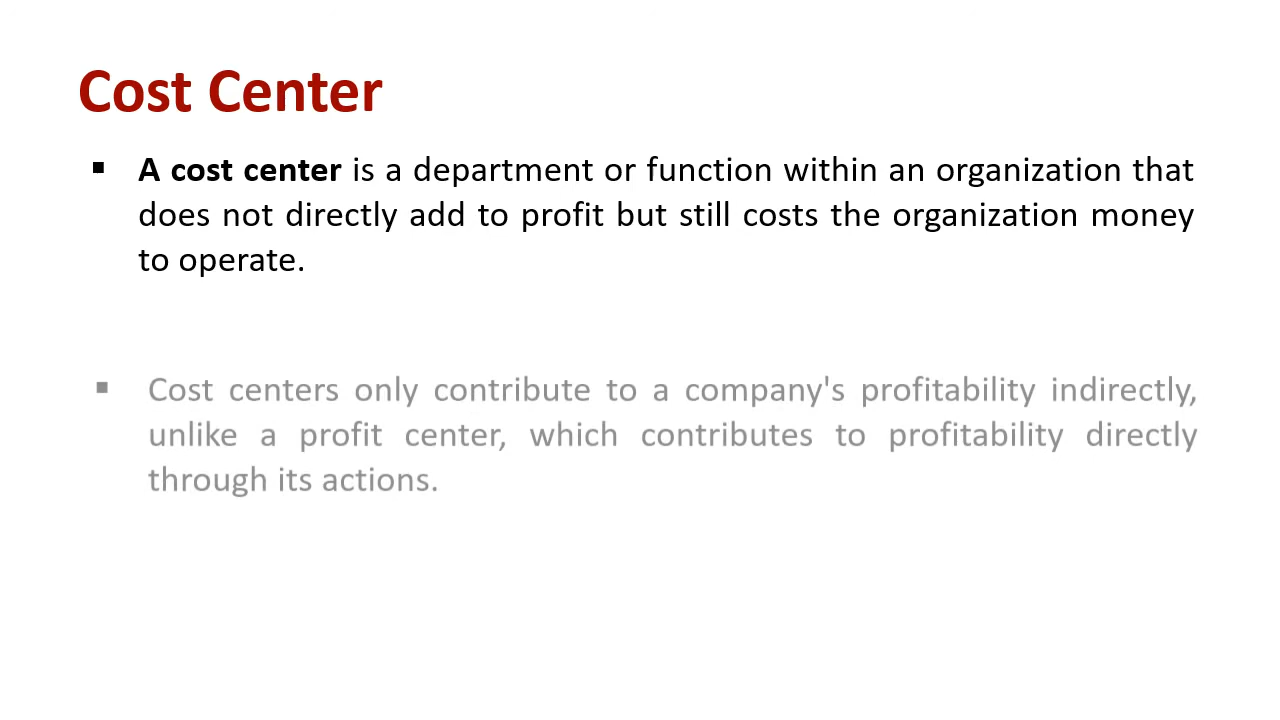 Cost Center
▪ A cost center is a department or function within an organization that
does not directly add to profit but still costs the organization money
to operate.
▪ Cost centers only contribute to a company's profitability indirectly,
unlike a profit center, which contributes to profitability directly
through its actions.